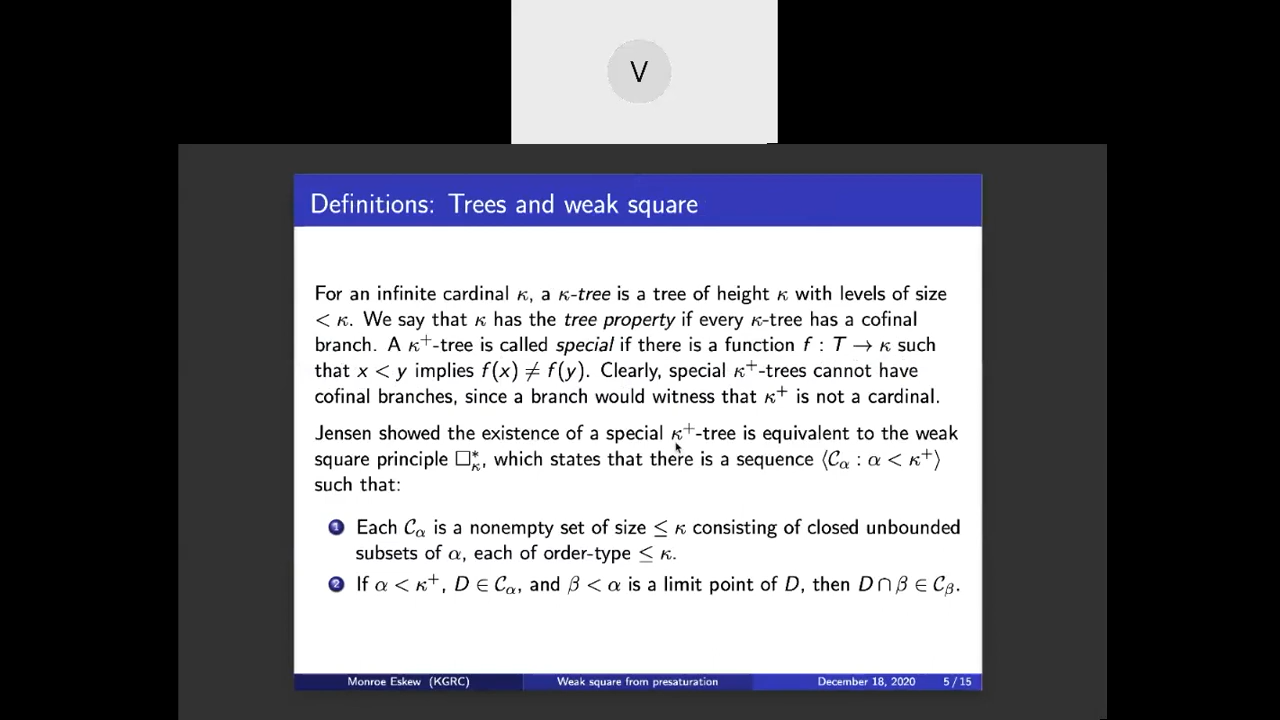 V
Definitions: Trees and weak square
For an infinite cardinal κ, a κ-tree is a tree of height κ with levels of size
< κ. We say that κ has the tree property if every κ-tree has a cofinal
branch. A κ⁺-tree is called special if there is a function f : T → κ such
that x < y implies f(x) ≠ f(y). Clearly, special κ⁺-trees cannot have
cofinal branches, since a branch would witness that κ⁺ is not a cardinal.
Jensen showed the existence of a special κ⁺-tree is equivalent to the weak
square principle □*κ, which states that there is a sequence ⟨𝒞α : α < κ⁺⟩
such that:
1 Each 𝒞α is a nonempty set of size ≤ κ consisting of closed unbounded
subsets of α, each of order-type ≤ κ.
2 If α < κ⁺, D ∈ 𝒞α, and β < α is a limit point of D, then D ∩ β ∈ 𝒞β.
Monroe Eskew (KGRC) Weak square from presaturation December 18, 2020 5 / 15